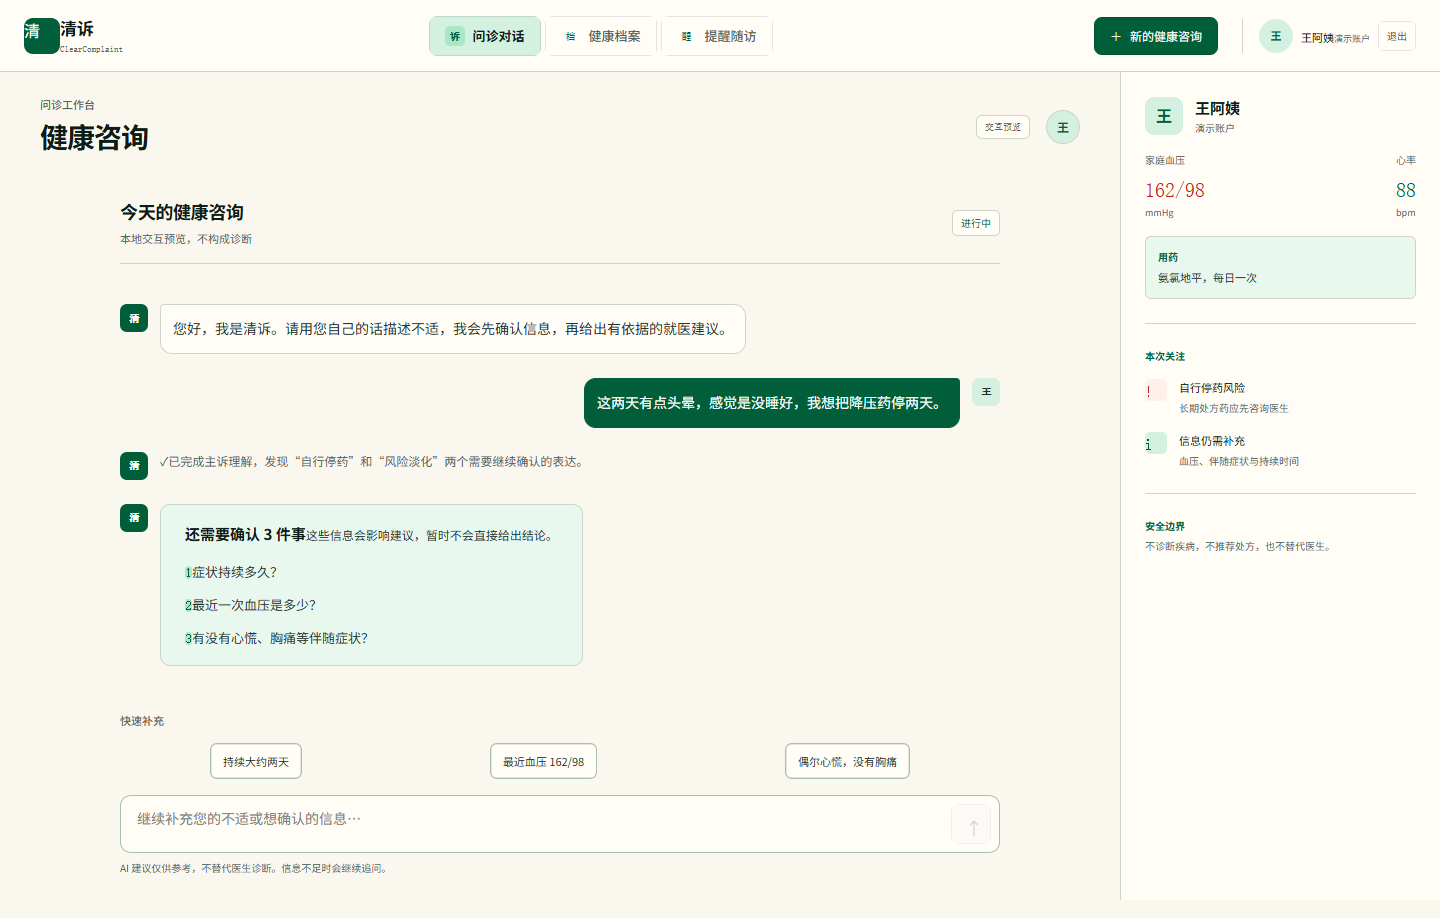 清 清诉
ClearComplaint
诉 问诊对话
档 健康档案
醒 提醒随访
+ 新的健康咨询
王 王阿姨演示账户
退出
问诊工作台
健康咨询
交互预览
王
今天的健康咨询
本地交互预览，不构成诊断
进行中
清
您好，我是清诉。请用您自己的话描述不适，我会先确认信息，再给出有依据的就医建议。
这两天有点头晕，感觉是没睡好，我想把降压药停两天。
王
清
✓已完成主诉理解，发现“自行停药”和“风险淡化”两个需要继续确认的表达。
清
还需要确认 3 件事这些信息会影响建议，暂时不会直接给出结论。
1症状持续多久？
2最近一次血压是多少？
3有没有心慌、胸痛等伴随症状？
快速补充
持续大约两天
最近血压 162/98
偶尔心慌，没有胸痛
继续补充您的不适或想确认的信息…
↑
AI 建议仅供参考，不替代医生诊断。信息不足时会继续追问。
王
王阿姨
演示账户
家庭血压 心率
162/98 88
mmHg bpm
用药
氨氯地平，每日一次
本次关注
! 自行停药风险
长期处方药应先咨询医生
i 信息仍需补充
血压、伴随症状与持续时间
安全边界
不诊断疾病，不推荐处方，也不替代医生。